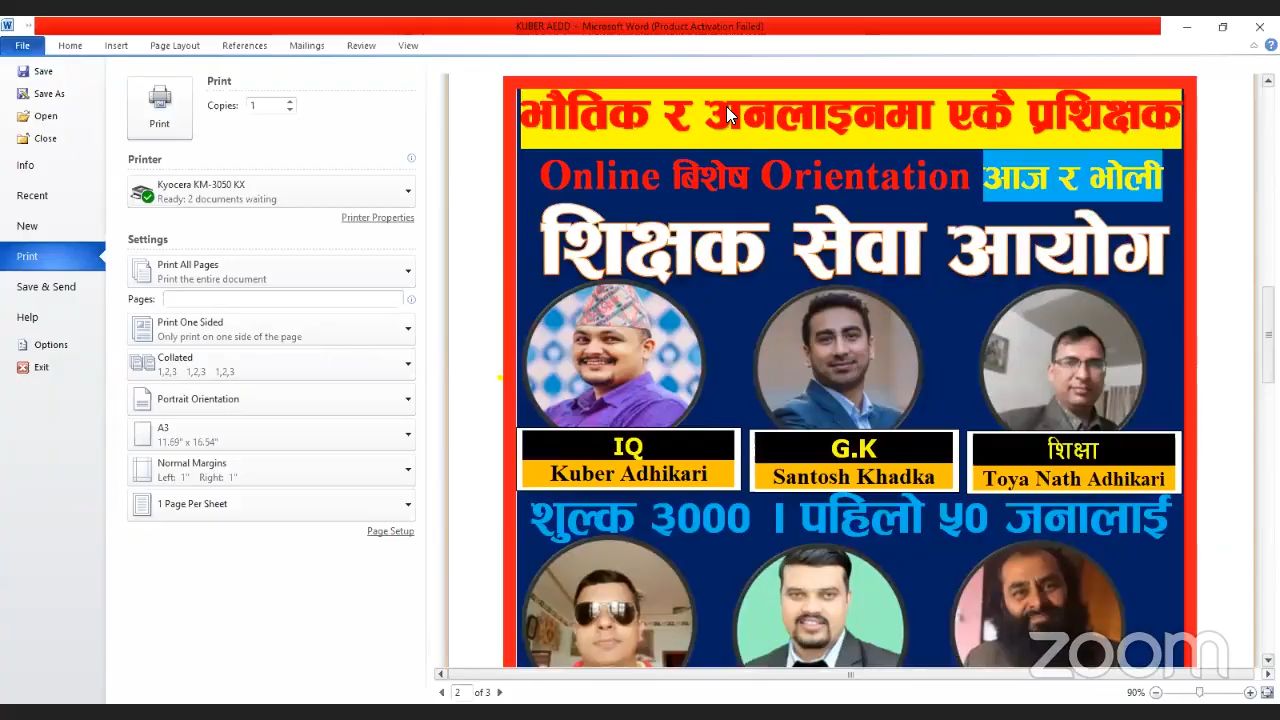 KUBER AEDD - Microsoft Word (Product Activation Failed)
File Home Insert Page Layout References Mailings Review View
Save
Save As
Open
Close
Info
Recent
New
Print
Save & Send
Help
Options
Exit
Print
Print
Copies: 1
Printer
Kyocera KM-3050 KX
Ready: 2 documents waiting
Printer Properties
Settings
Print All Pages
Print the entire document
Pages:
Print One Sided
Only print on one side of the page
Collated
1,2,3 1,2,3 1,2,3
Portrait Orientation
A3
11.69" x 16.54"
Normal Margins
Left: 1" Right: 1"
1 Page Per Sheet
Page Setup
भौतिक र अनलाइनमा एकै प्रशिक्षक
Online बिशेष Orientation आज र भोली
शिक्षक सेवा आयोग
IQ
Kuber Adhikari
G.K
Santosh Khadka
शिक्षा
Toya Nath Adhikari
शुल्क ३००० । पहिलो ५० जनालाई
zoom
2 of 3
90%